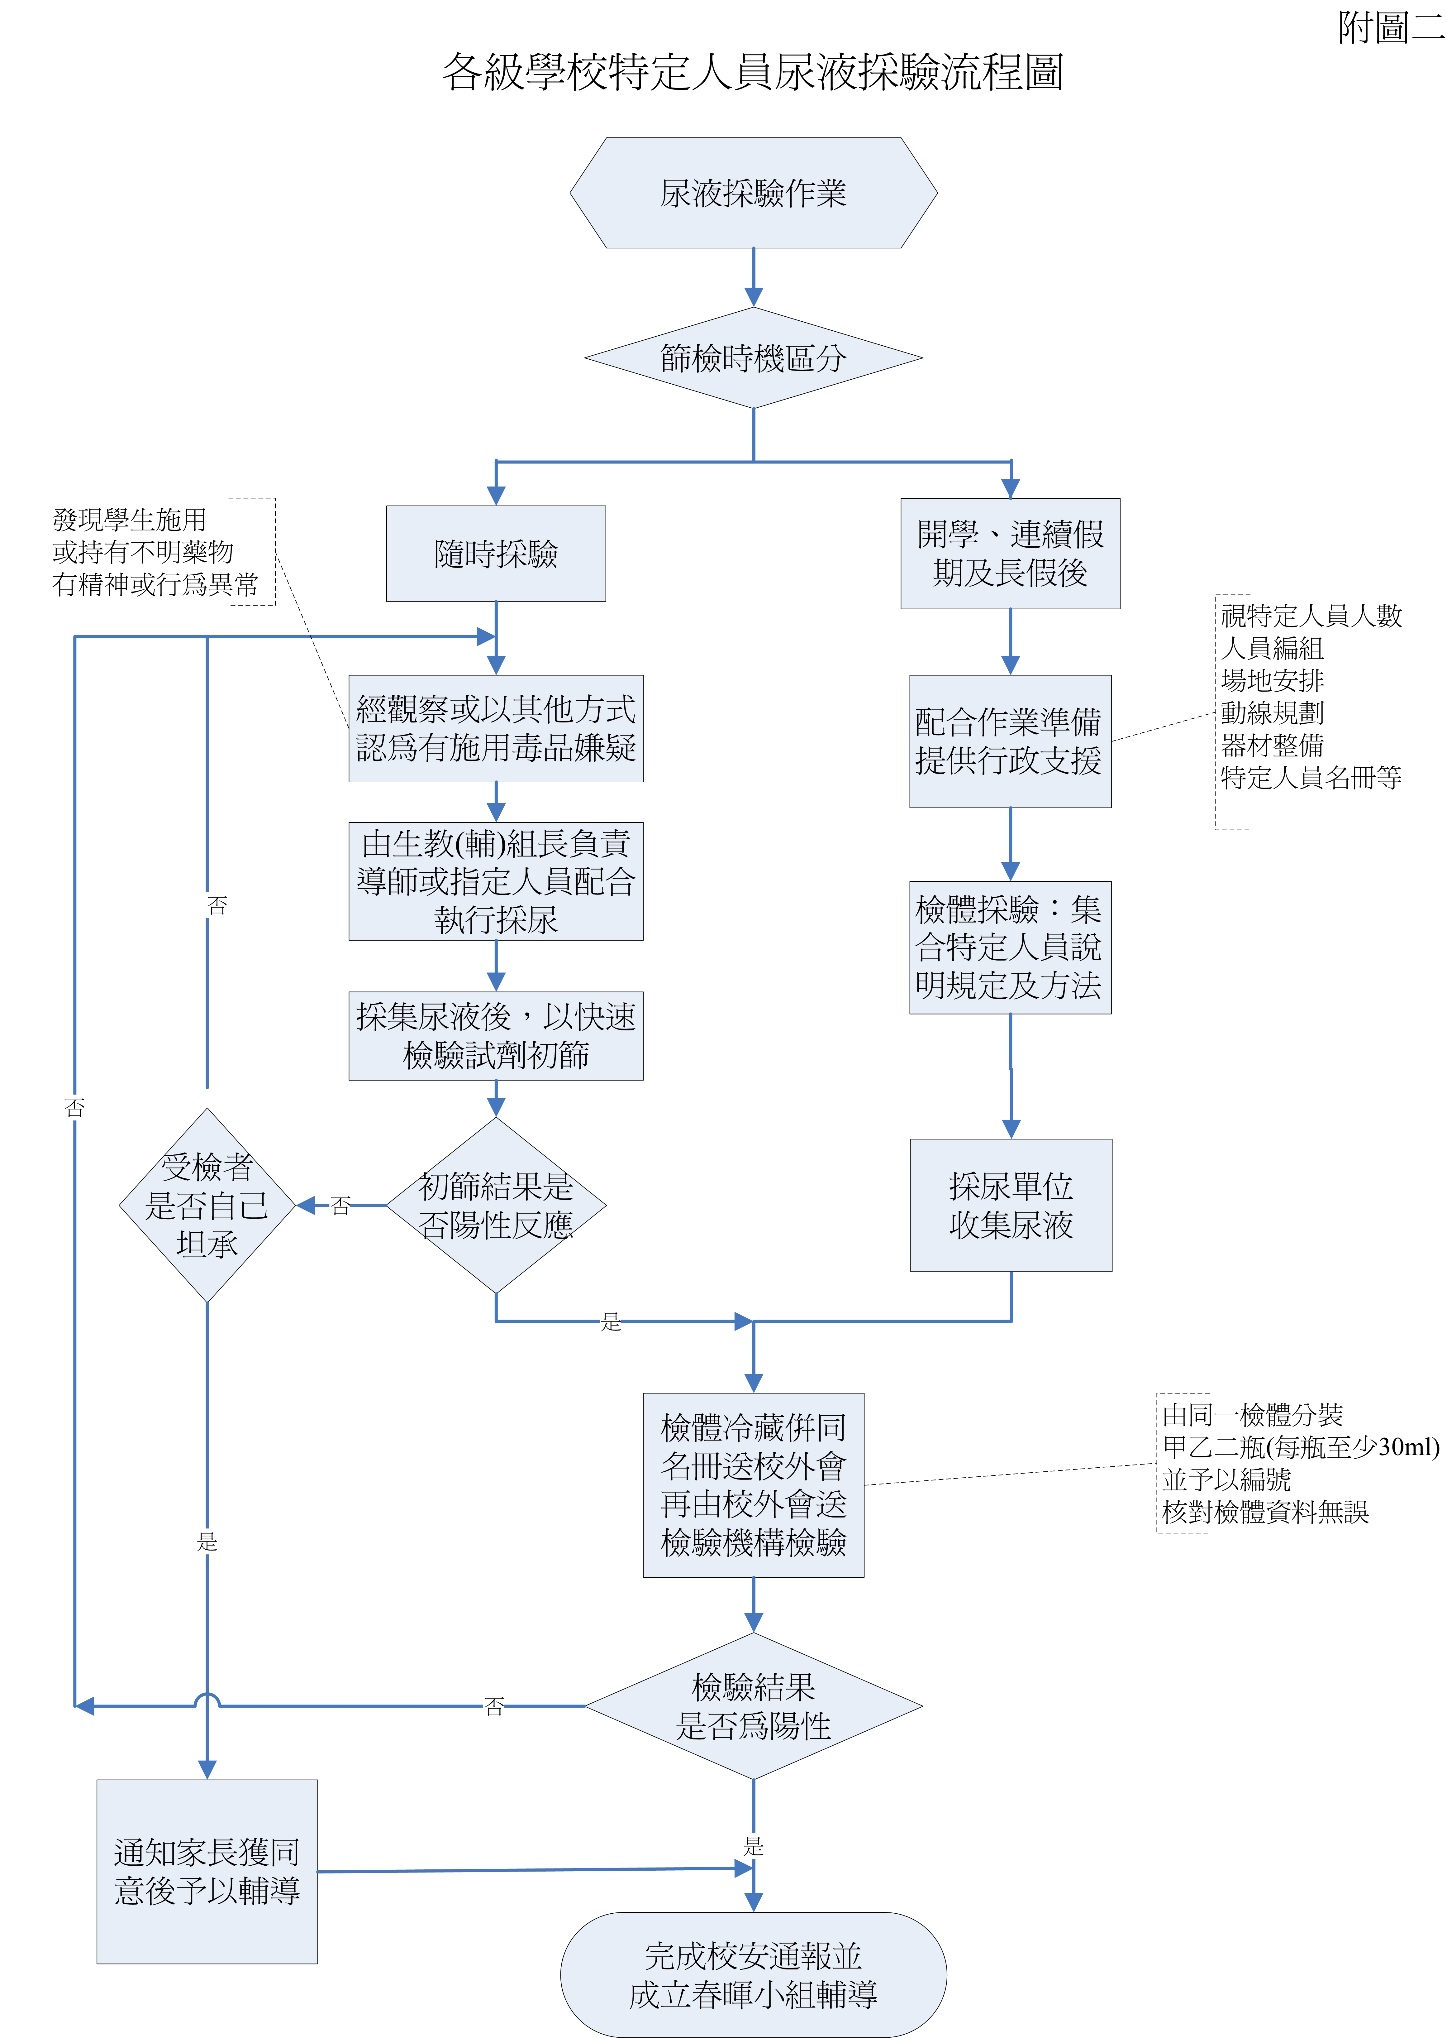 附圖二
各級學校特定人員尿液採驗流程圖
尿液採驗作業
篩檢時機區分
發現學生施用
或持有不明藥物
有精神或行為異常
隨時採驗
開學、連續假
期及長假後
視特定人員人數
人員編組
場地安排
動線規劃
器材整備
特定人員名冊等
經觀察或以其他方式
認為有施用毒品嫌疑
配合作業準備
提供行政支援
由生教(輔)組長負責
導師或指定人員配合
執行採尿
否
檢體採驗：集
合特定人員說
明規定及方法
採集尿液後，以快速
檢驗試劑初篩
否
受檢者
是否自己
坦承
否
初篩結果是
否陽性反應
採尿單位
收集尿液
是
檢體冷藏併同
名冊送校外會
再由校外會送
檢驗機構檢驗
由同一檢體分裝
甲乙二瓶(每瓶至少30ml)
並予以編號
核對檢體資料無誤
是
檢驗結果
是否為陽性
否
是
通知家長獲同
意後予以輔導
完成校安通報並
成立春暉小組輔導